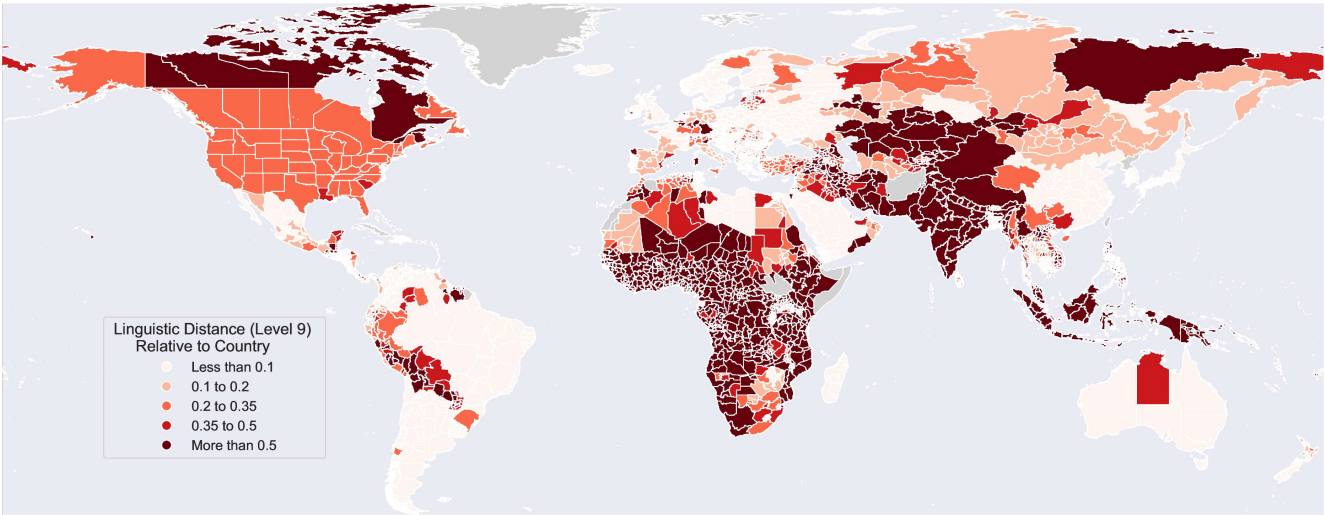 Linguistic Distance (Level 9)
Relative to Country
Less than 0.1
0.1 to 0.2
0.2 to 0.35
0.35 to 0.5
More than 0.5